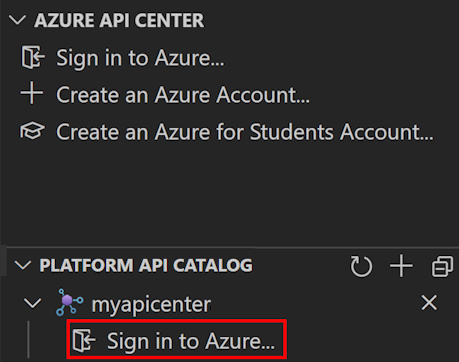 AZURE API CENTER
Sign in to Azure...
Create an Azure Account...
Create an Azure for Students Account...
PLATFORM API CATALOG
myapicenter
Sign in to Azure...